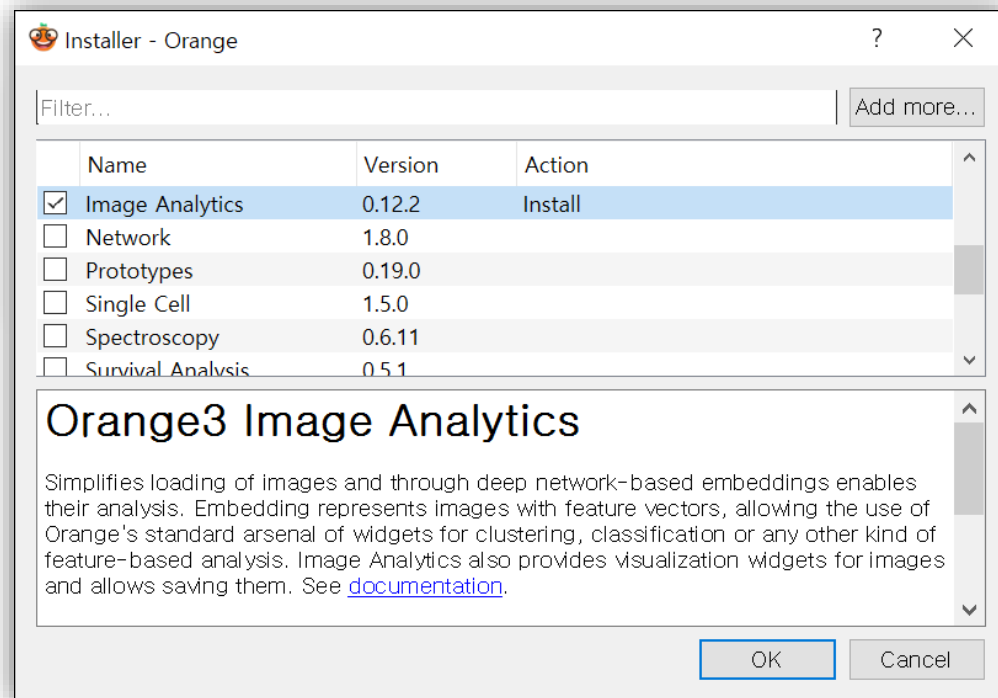 Installer - Orange
?
Filter...
Add more...
Name Version Action
Image Analytics 0.12.2 Install
Network 1.8.0
Prototypes 0.19.0
Single Cell 1.5.0
Spectroscopy 0.6.11
Survival Analysis 0.5.1
Orange3 Image Analytics
Simplifies loading of images and through deep network-based embeddings enables
their analysis. Embedding represents images with feature vectors, allowing the use of
Orange's standard arsenal of widgets for clustering, classification or any other kind of
feature-based analysis. Image Analytics also provides visualization widgets for images
and allows saving them. See documentation.
OK Cancel